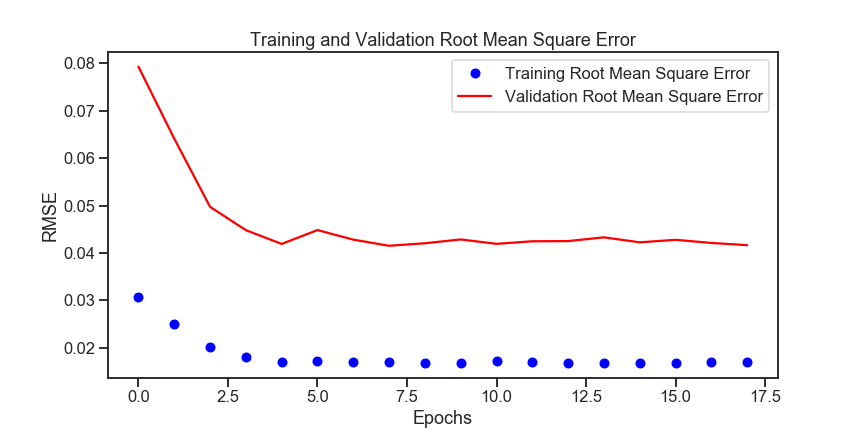 Training and Validation Root Mean Square Error
Training Root Mean Square Error
Validation Root Mean Square Error
0.08
0.07
0.06
0.05
0.04
0.03
0.02
RMSE
0.0 2.5 5.0 7.5 10.0 12.5 15.0 17.5
Epochs